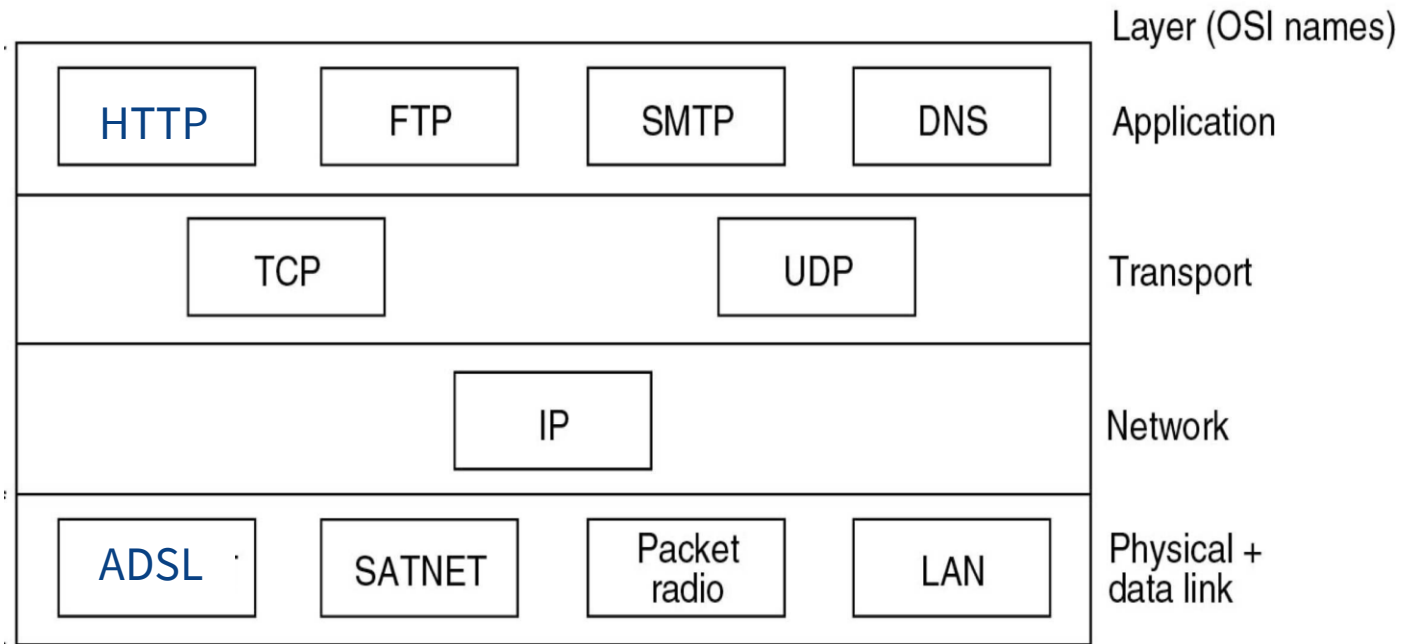 Layer (OSI names)
HTTP FTP SMTP DNS Application
TCP UDP Transport
IP Network
ADSL SATNET Packet radio LAN Physical +
data link